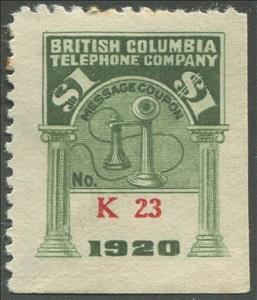 BRITISH COLUMBIA
TELEPHONE COMPANY
$1 $1
MESSAGE COUPON
No.
K 23
1920